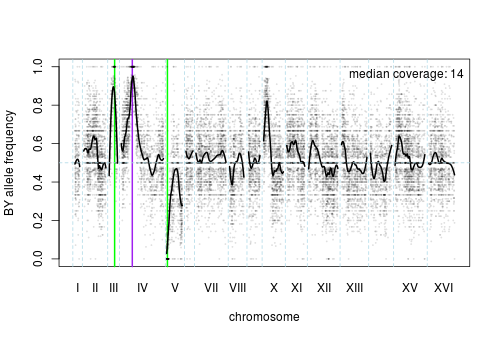 median coverage: 14
BY allele frequency
0.0 0.2 0.4 0.6 0.8 1.0
I II III IV V VII VIII X XI XII XIII XV XVI
chromosome